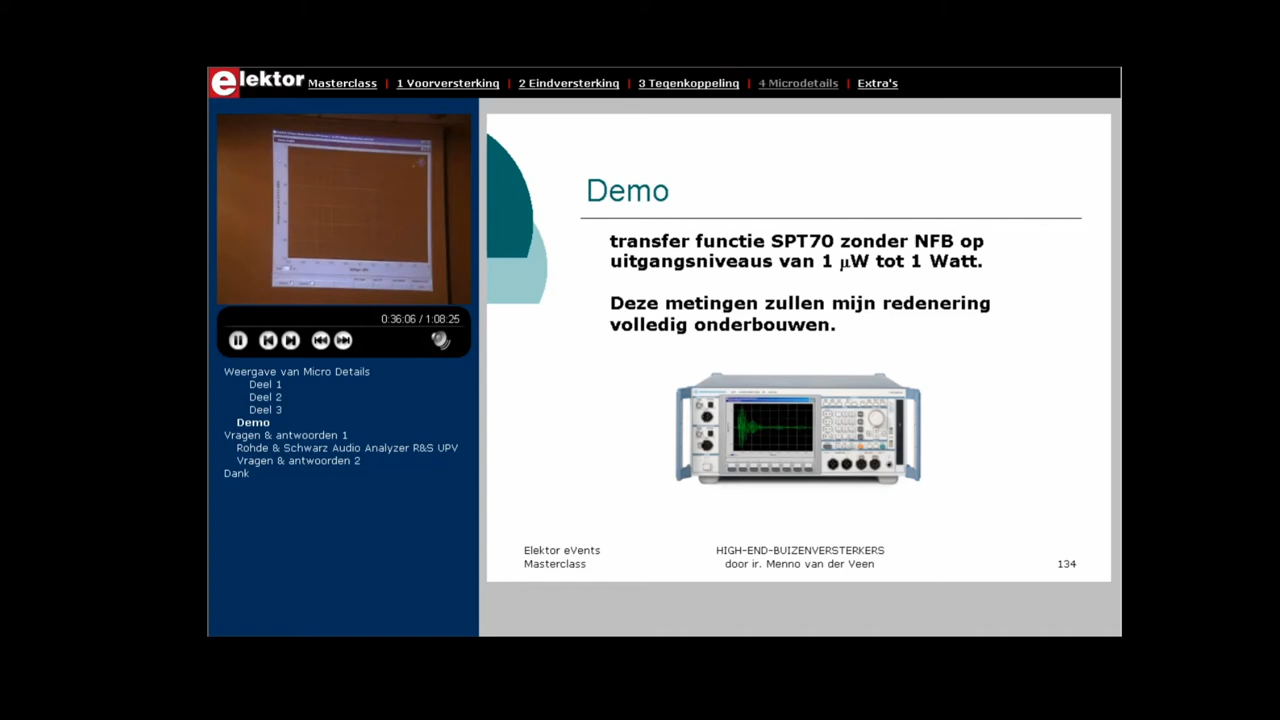 elektor Masterclass | 1 Voorversterking | 2 Eindversterking | 3 Tegenkoppeling | 4 Microdetails | Extra's
0:36:06 / 1:08:25
Weergave van Micro Details
Deel 1
Deel 2
Deel 3
Demo
Vragen & antwoorden 1
Rohde & Schwarz Audio Analyzer R&S UPV
Vragen & antwoorden 2
Dank
Demo
transfer functie SPT70 zonder NFB op
uitgangsniveaus van 1 μW tot 1 Watt.
Deze metingen zullen mijn redenering
volledig onderbouwen.
Elektor eVents
Masterclass
HIGH-END-BUIZENVERSTERKERS
door ir. Menno van der Veen
134